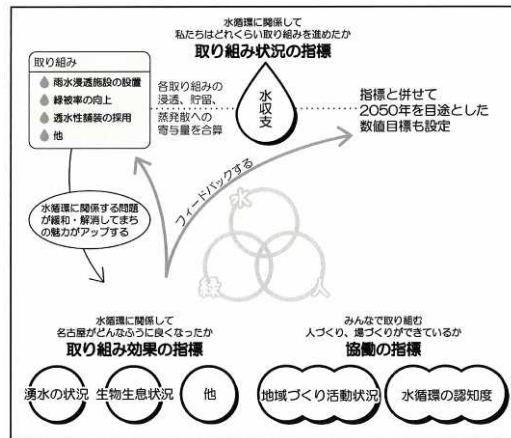 水循環に関係して
私たちはどれくらい取り組みを進めたか
取り組み状況の指標
取り組み
雨水浸透施設の設置
緑被率の向上
透水性舗装の採用
他
各取り組みの
浸透、貯留、
蒸発散への
寄与量を合算
水収支
指標と併せて
2050年を目途とした
数値目標も設定
フィードバックする
水循環に関係する問題
が緩和・解消してまち
の魅力がアップする
水
緑
人
水循環に関係して
名古屋がどんなふうに良くなったか
取り組み効果の指標
湧水の状況
生物生息状況
他
みんなで取り組む
人づくり、場づくりができているか
協働の指標
地域づくり活動状況
水循環の認知度